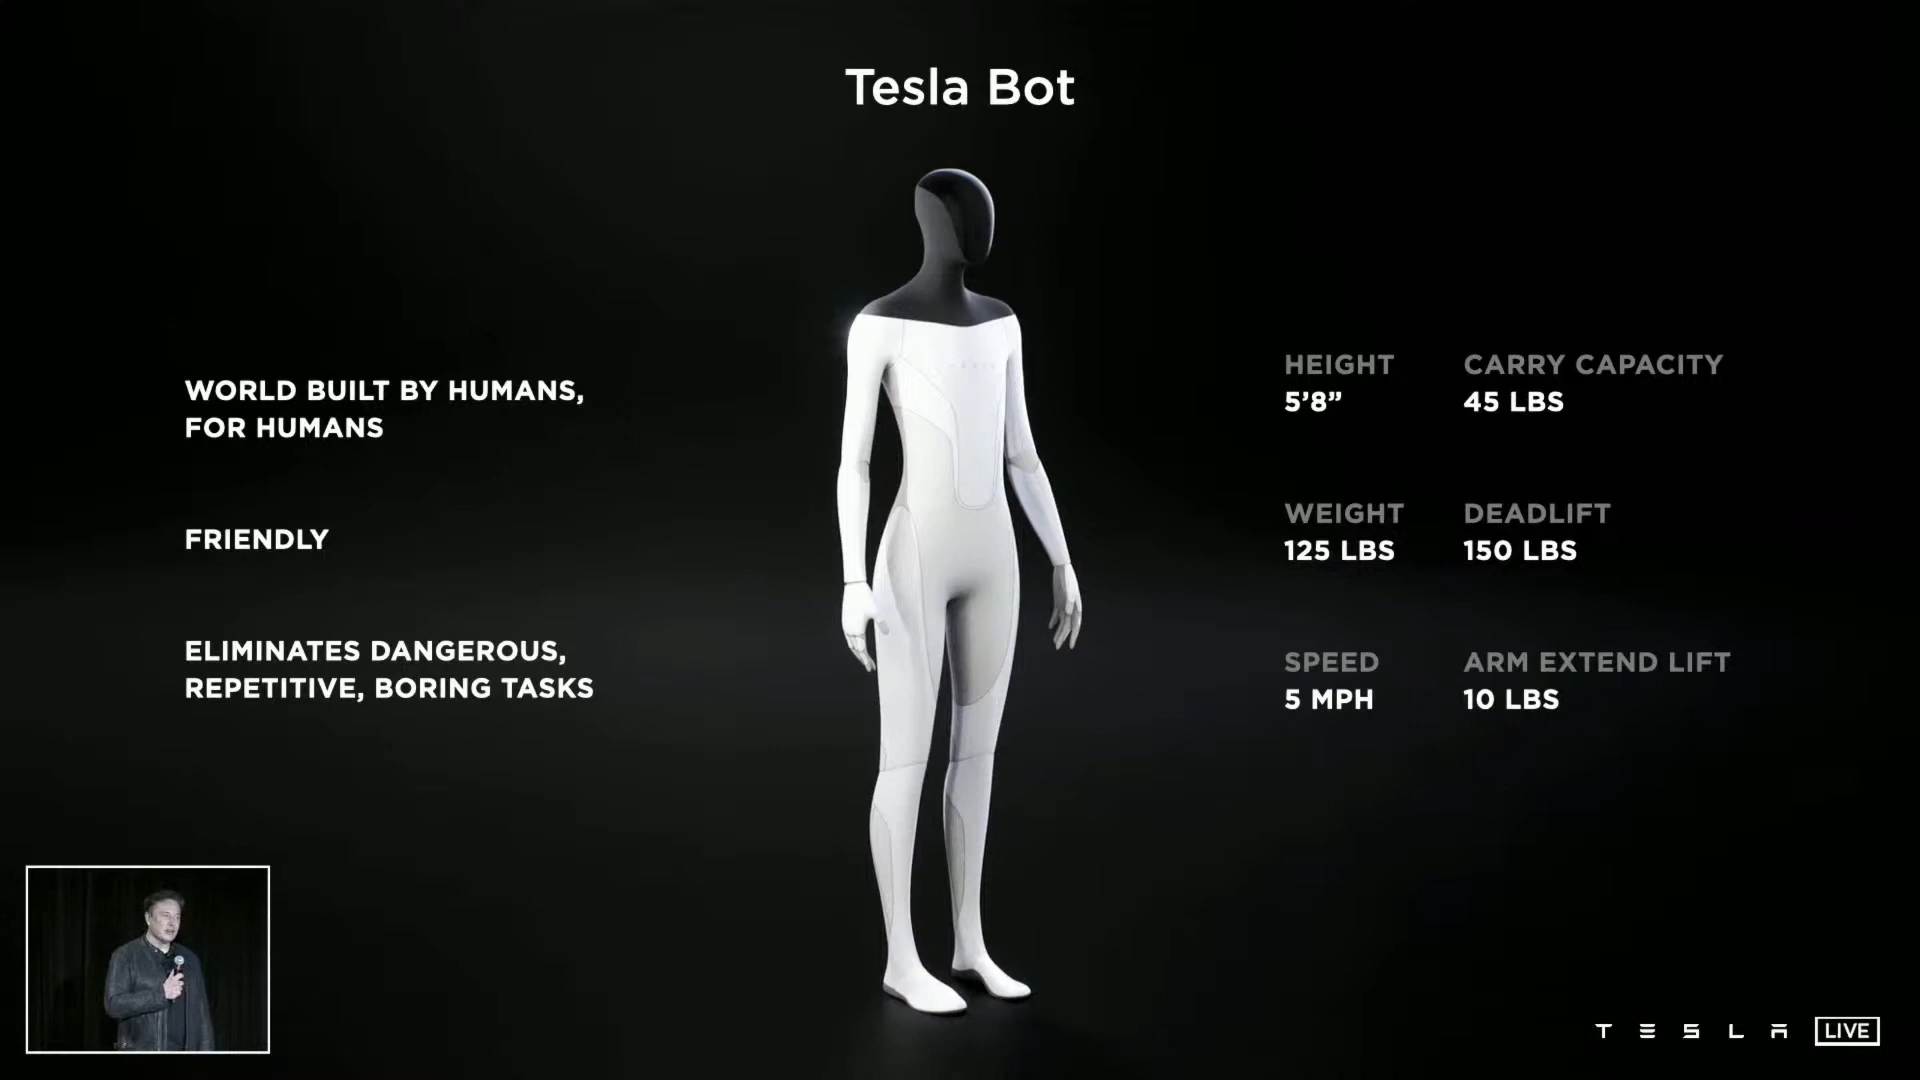 Tesla Bot
WORLD BUILT BY HUMANS,
FOR HUMANS
FRIENDLY
ELIMINATES DANGEROUS,
REPETITIVE, BORING TASKS
HEIGHT
5’8”
CARRY CAPACITY
45 LBS
WEIGHT
125 LBS
DEADLIFT
150 LBS
SPEED
5 MPH
ARM EXTEND LIFT
10 LBS
TESLA LIVE